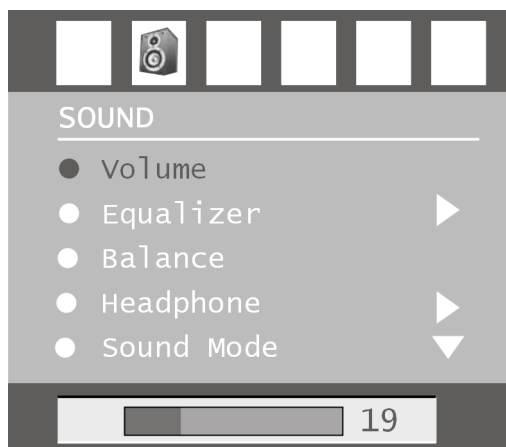 SOUND
Volume
Equalizer
Balance
Headphone
Sound Mode
19